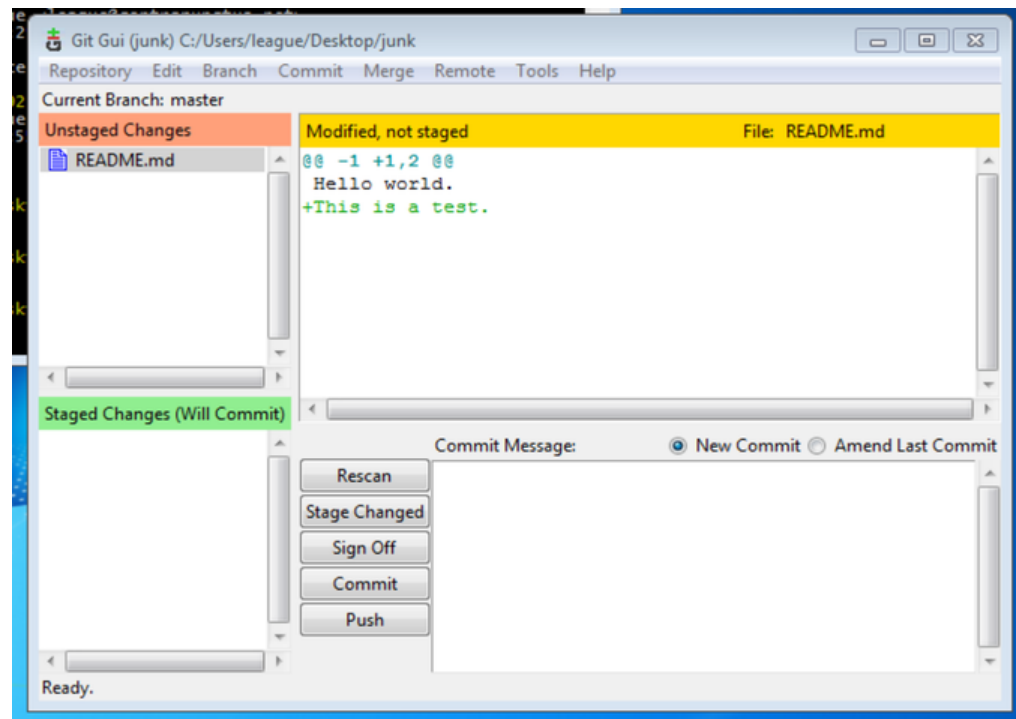 Git Gui (junk) C:/Users/league/Desktop/junk
Repository Edit Branch Commit Merge Remote Tools Help
Current Branch: master
Unstaged Changes
README.md
Modified, not staged File: README.md
@@ -1 +1,2 @@
Hello world.
+This is a test.
Staged Changes (Will Commit)
Commit Message: New Commit Amend Last Commit
Rescan
Stage Changed
Sign Off
Commit
Push
Ready.